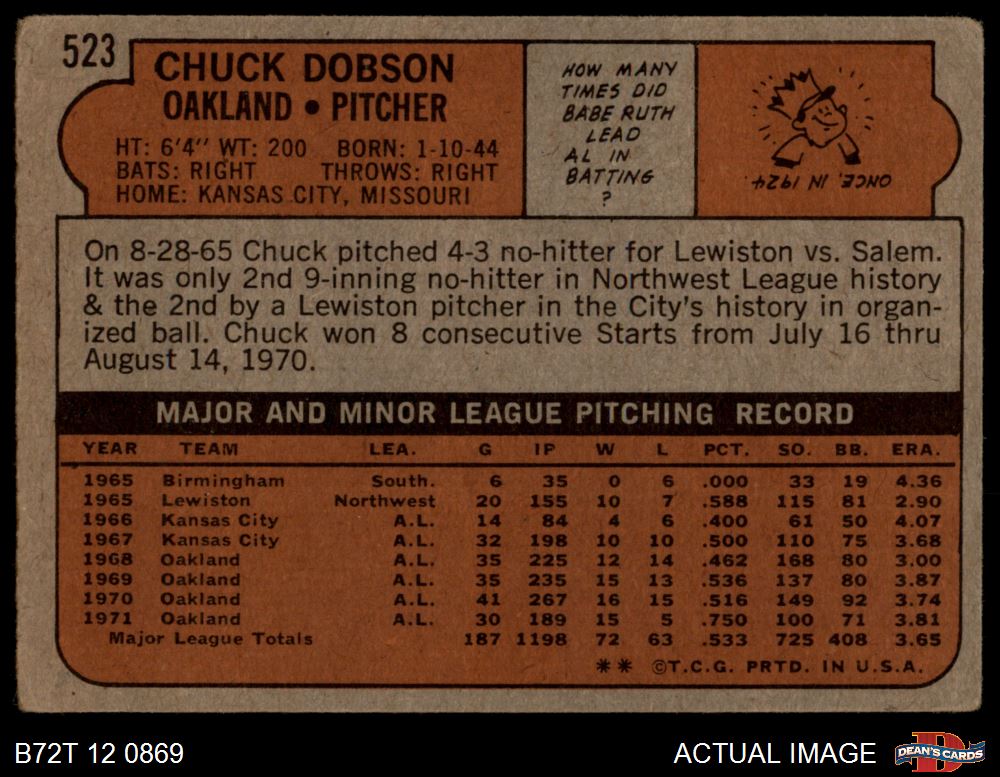 523
CHUCK DOBSON
OAKLAND • PITCHER
HT: 6'4" WT: 200 BORN: 1-10-44
BATS: RIGHT THROWS: RIGHT
HOME: KANSAS CITY, MISSOURI
HOW MANY
TIMES DID
BABE RUTH
LEAD
AL IN
BATTING
?
ONCE, IN 1924.
On 8-28-65 Chuck pitched 4-3 no-hitter for Lewiston vs. Salem.
It was only 2nd 9-inning no-hitter in Northwest League history
& the 2nd by a Lewiston pitcher in the City's history in organ-
ized ball. Chuck won 8 consecutive Starts from July 16 thru
August 14, 1970.
MAJOR AND MINOR LEAGUE PITCHING RECORD
YEAR TEAM LEA. G IP W L PCT. SO. BB. ERA.
1965 Birmingham South. 6 35 0 6 .000 33 19 4.36
1965 Lewiston Northwest 20 155 10 7 .588 115 81 2.90
1966 Kansas City A.L. 14 84 4 6 .400 61 50 4.07
1967 Kansas City A.L. 32 198 10 10 .500 110 75 3.68
1968 Oakland A.L. 35 225 12 14 .462 168 80 3.00
1969 Oakland A.L. 35 235 15 13 .536 137 80 3.87
1970 Oakland A.L. 41 267 16 15 .516 149 92 3.74
1971 Oakland A.L. 30 189 15 5 .750 100 71 3.81
Major League Totals 187 1198 72 63 .533 725 408 3.65
** ©T.C.G. PRTD. IN U.S.A.
B72T 12 0869
ACTUAL IMAGE
D
DEAN'S CARDS